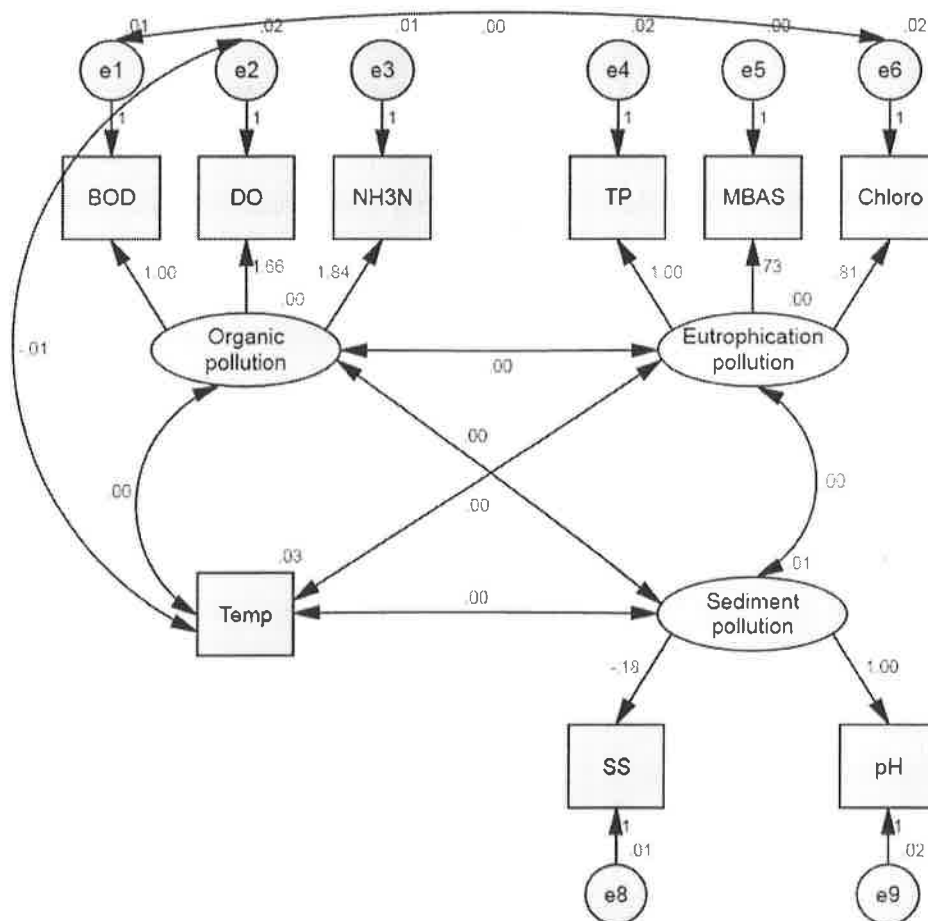 .01 .02 .01 .00 .02 .00 .02
e1 e2 e3 e4 e5 e6
1 1 1 1 1 1
BOD DO NH3N TP MBAS Chloro
1.00 1.66 1.84 1.00 .73 .81
.00 .00
Organic
pollution
Eutrophication
pollution
-.01
.00
.00
.00
.00
.00
.03
.01
Temp
.00
Sediment
pollution
-.18 1.00
SS pH
1 1
.01 .02
e8 e9